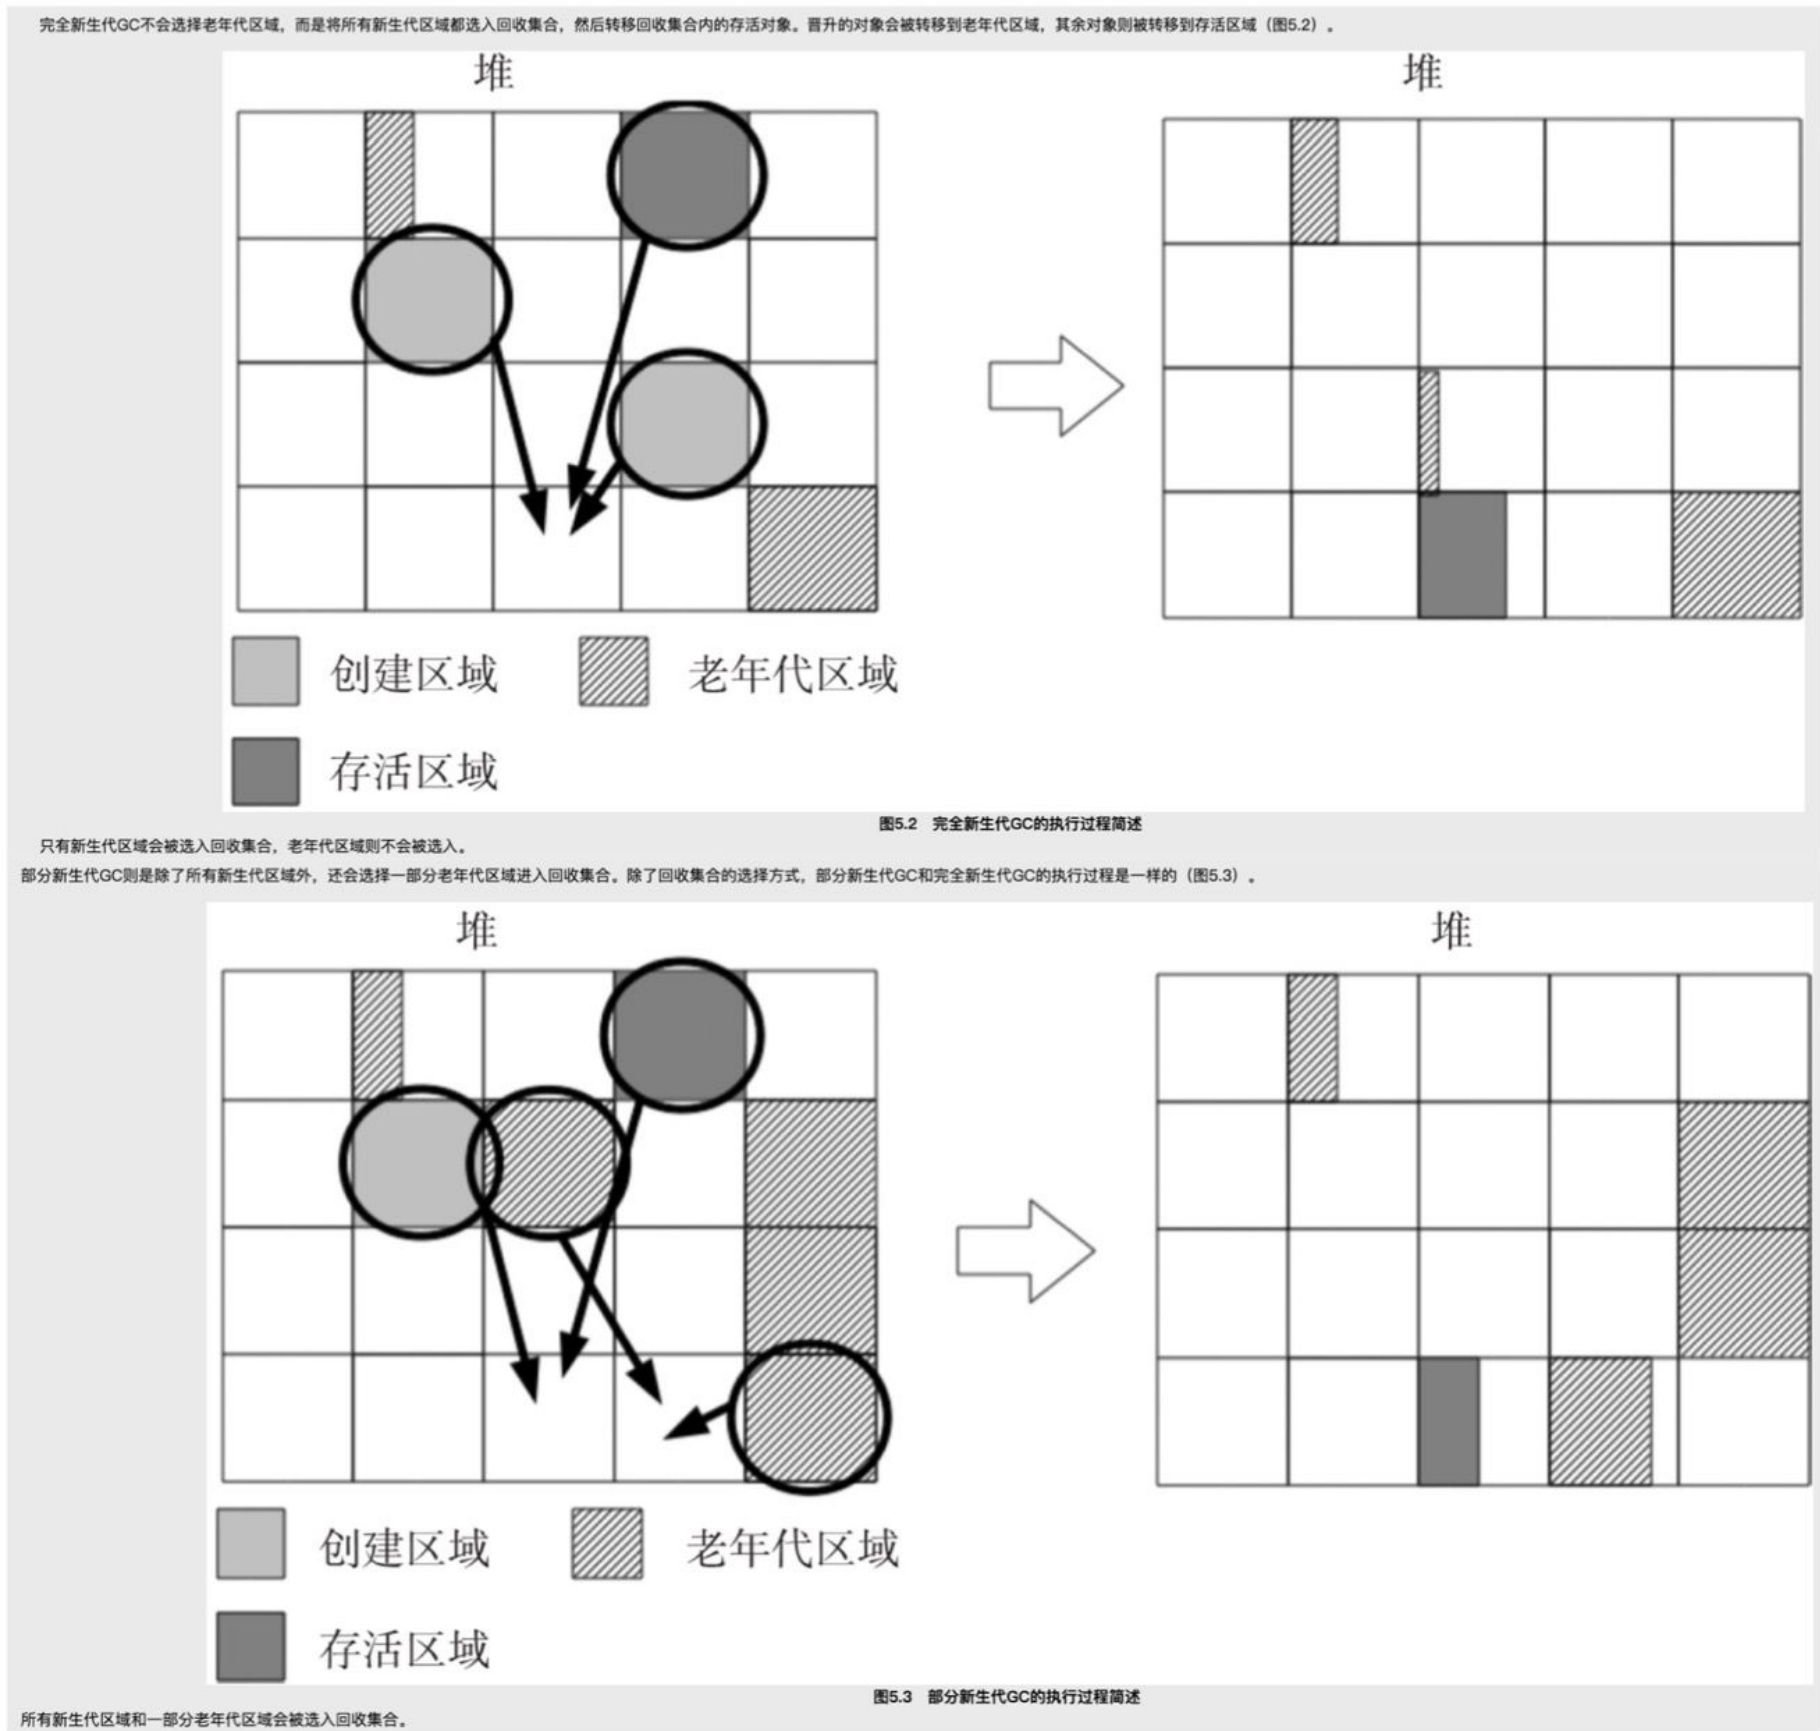 完全新生代GC不会选择老年代区域，而是将所有新生代区域都选入回收集合，然后转移回收集合内的存活对象。晋升的对象会被转移到老年代区域，其余对象则被转移到存活区域（图5.2）。
堆 堆
创建区域 老年代区域
存活区域
图5.2 完全新生代GC的执行过程简述
只有新生代区域会被选入回收集合，老年代区域则不会被选入。
部分新生代GC则是除了所有新生代区域外，还会选择一部分老年代区域进入回收集合。除了回收集合的选择方式，部分新生代GC和完全新生代GC的执行过程是一样的（图5.3）。
堆 堆
创建区域 老年代区域
存活区域
图5.3 部分新生代GC的执行过程简述
所有新生代区域和一部分老年代区域会被选入回收集合。